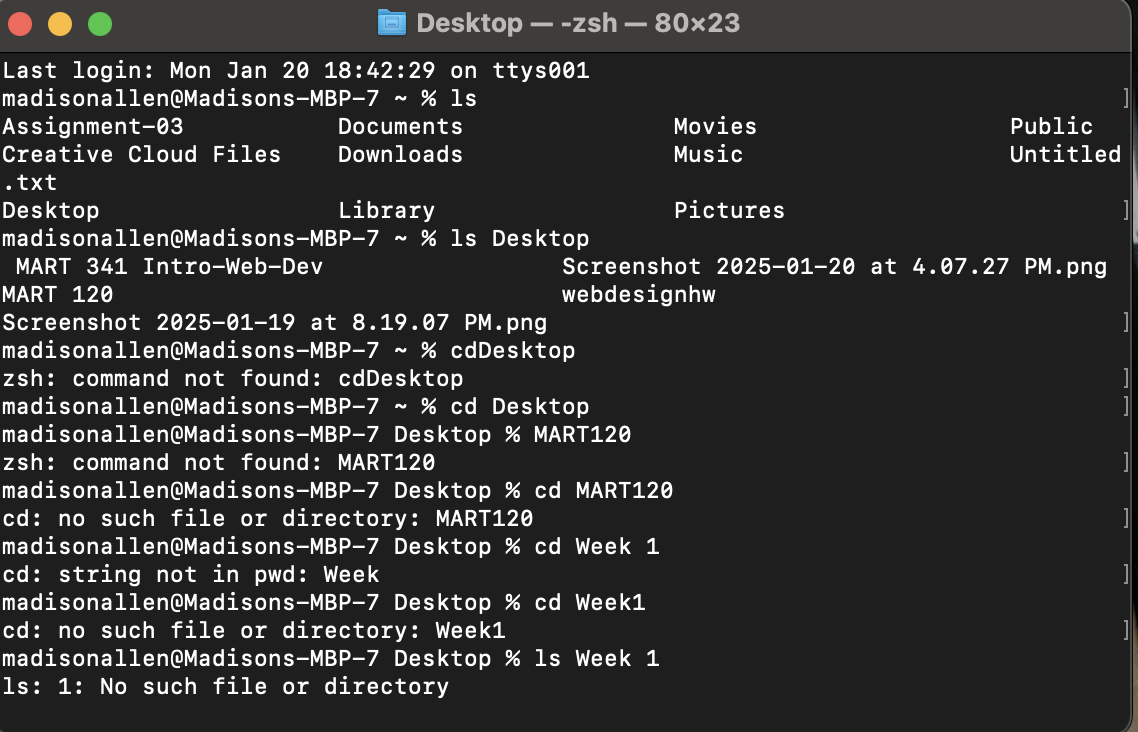 Desktop — -zsh — 80×23
Last login: Mon Jan 20 18:42:29 on ttys001
madisonallen@Madisons-MBP-7 ~ % ls
Assignment-03 Documents Movies Public
Creative Cloud Files Downloads Music Untitled
.txt
Desktop Library Pictures
madisonallen@Madisons-MBP-7 ~ % ls Desktop
 MART 341 Intro-Web-Dev Screenshot 2025-01-20 at 4.07.27 PM.png
MART 120 webdesignhw
Screenshot 2025-01-19 at 8.19.07 PM.png
madisonallen@Madisons-MBP-7 ~ % cdDesktop
zsh: command not found: cdDesktop
madisonallen@Madisons-MBP-7 ~ % cd Desktop
madisonallen@Madisons-MBP-7 Desktop % MART120
zsh: command not found: MART120
madisonallen@Madisons-MBP-7 Desktop % cd MART120
cd: no such file or directory: MART120
madisonallen@Madisons-MBP-7 Desktop % cd Week 1
cd: string not in pwd: Week
madisonallen@Madisons-MBP-7 Desktop % cd Week1
cd: no such file or directory: Week1
madisonallen@Madisons-MBP-7 Desktop % ls Week 1
ls: 1: No such file or directory